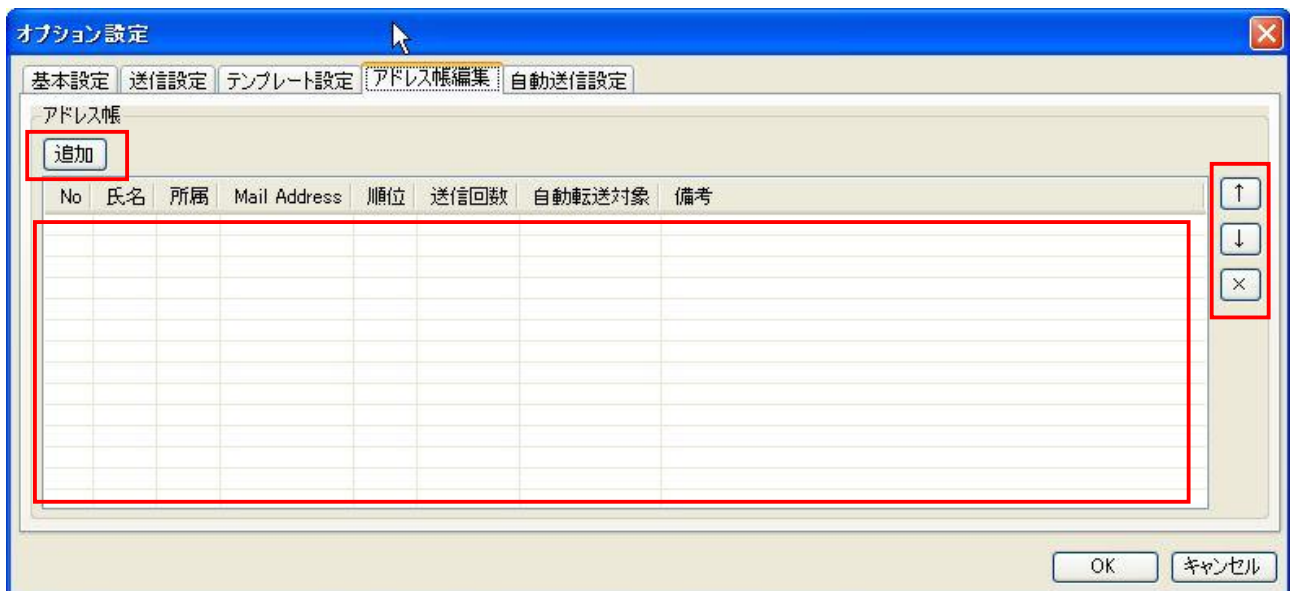 オプション設定
基本設定 送信設定 テンプレート設定 アドレス帳編集 自動送信設定
アドレス帳
追加
No 氏名 所属 Mail Address 順位 送信回数 自動転送対象 備考
↑
↓
×
OK キャンセル